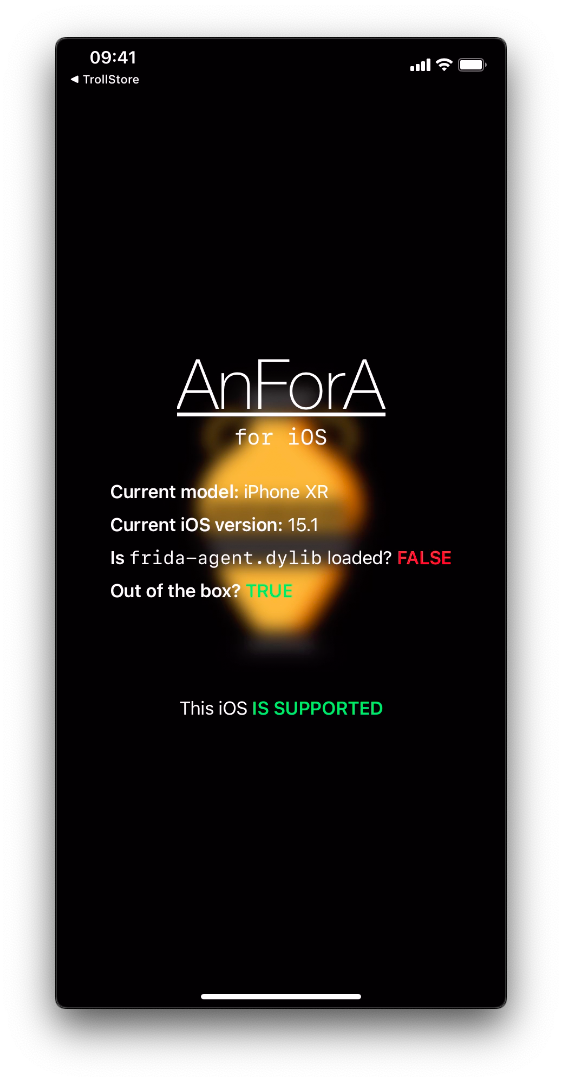 09:41
◀ TrollStore
AnForA
for iOS
Current model: iPhone XR
Current iOS version: 15.1
Is frida-agent.dylib loaded? FALSE
Out of the box? TRUE
This iOS IS SUPPORTED